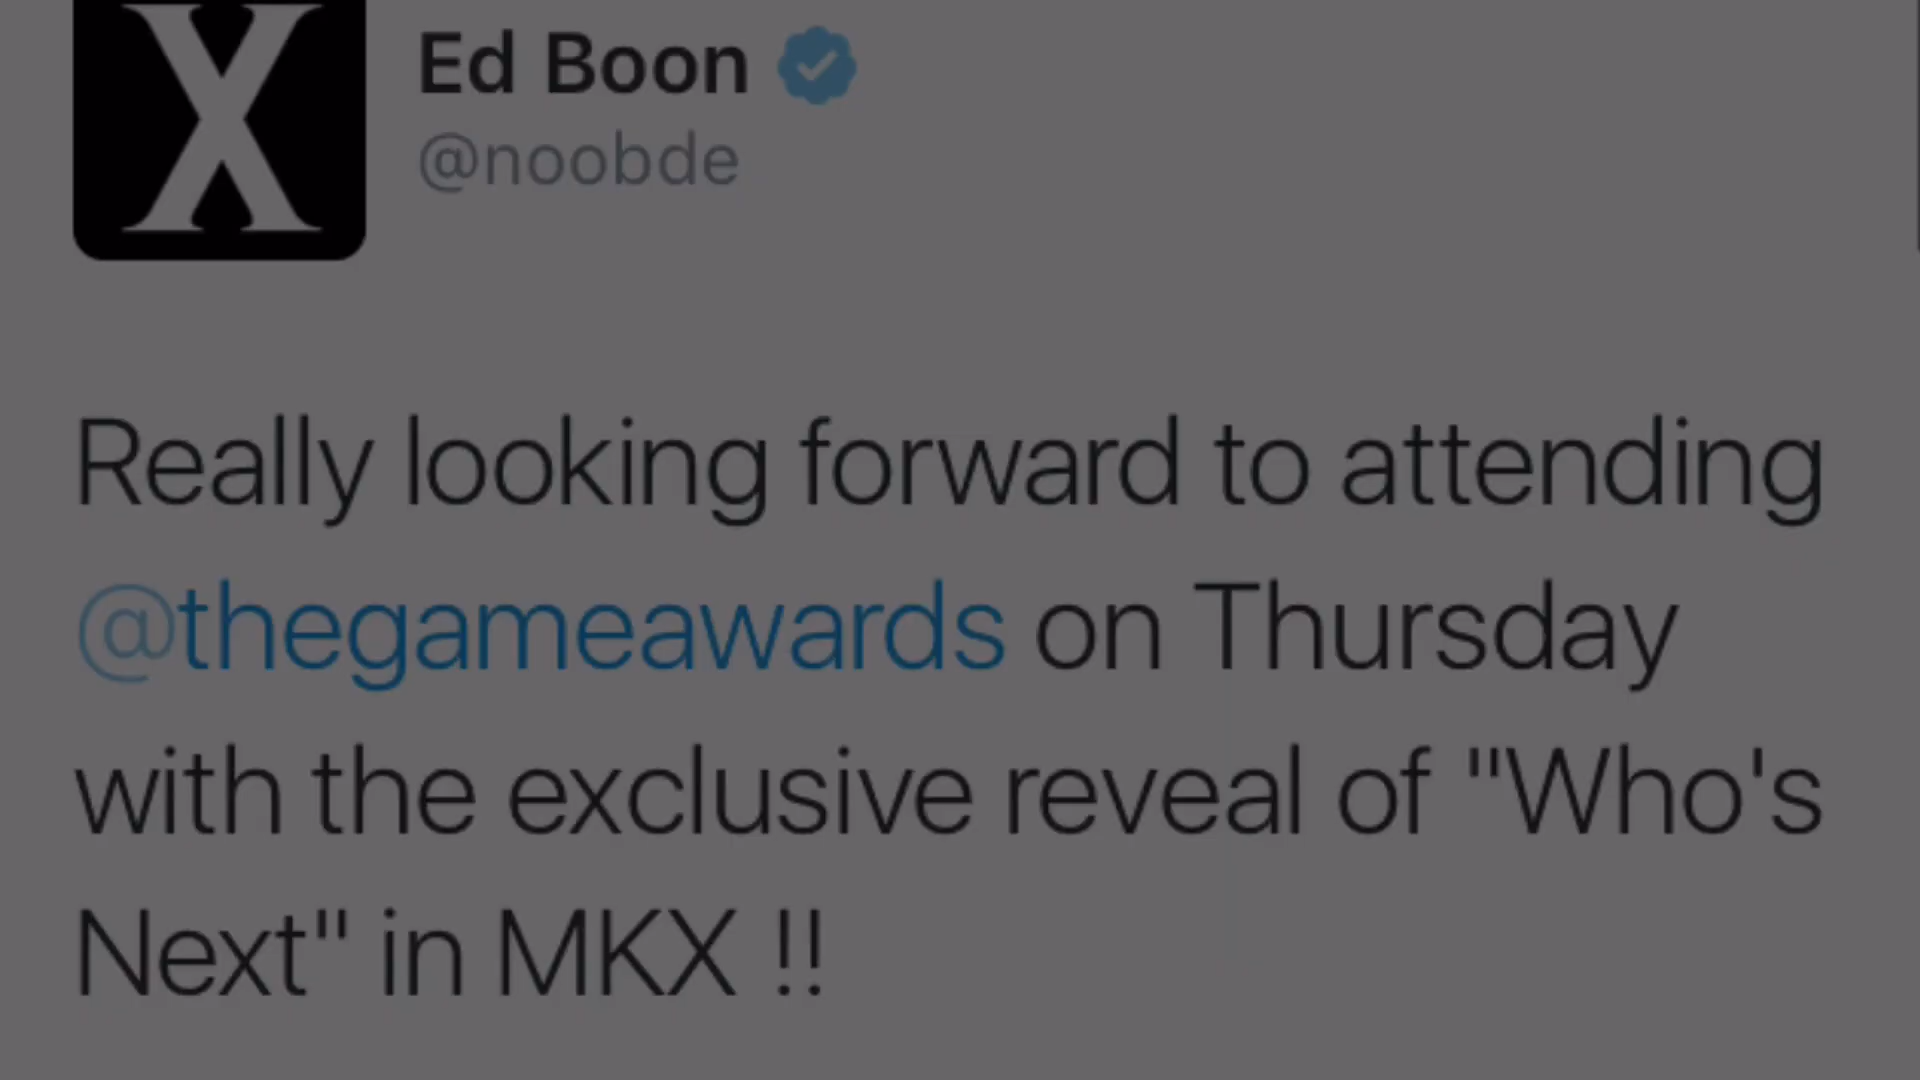 X
Ed Boon
@noobde
Really looking forward to attending
@thegameawards on Thursday
with the exclusive reveal of "Who's
Next" in MKX !!